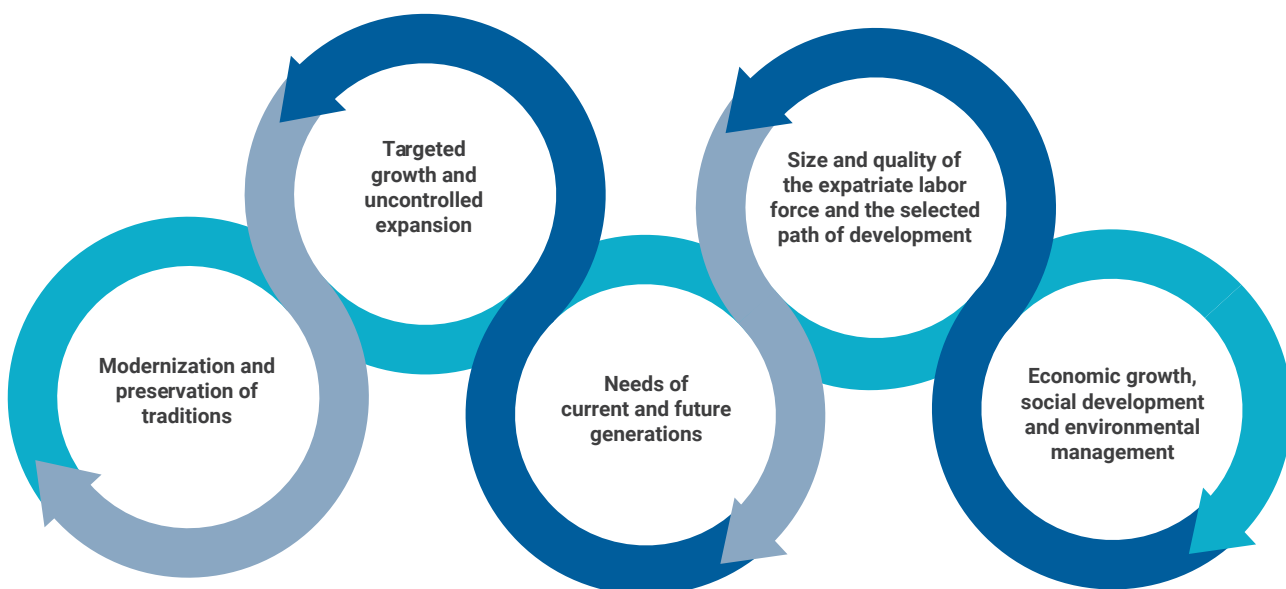 Modernization and
preservation of
traditions
Targeted
growth and
uncontrolled
expansion
Needs of
current and future
generations
Size and quality of
the expatriate labor
force and the selected
path of development
Economic growth,
social development
and environmental
management